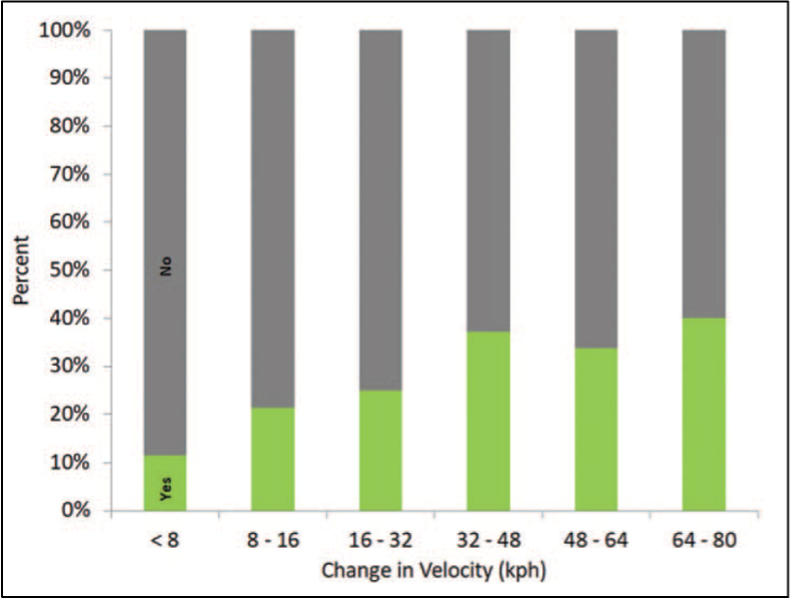 100%
90%
80%
70%
60%
50%
40%
30%
20%
10%
0%
Percent
No
Yes
< 8
8 - 16
16 - 32
32 - 48
48 - 64
64 - 80
Change in Velocity (kph)